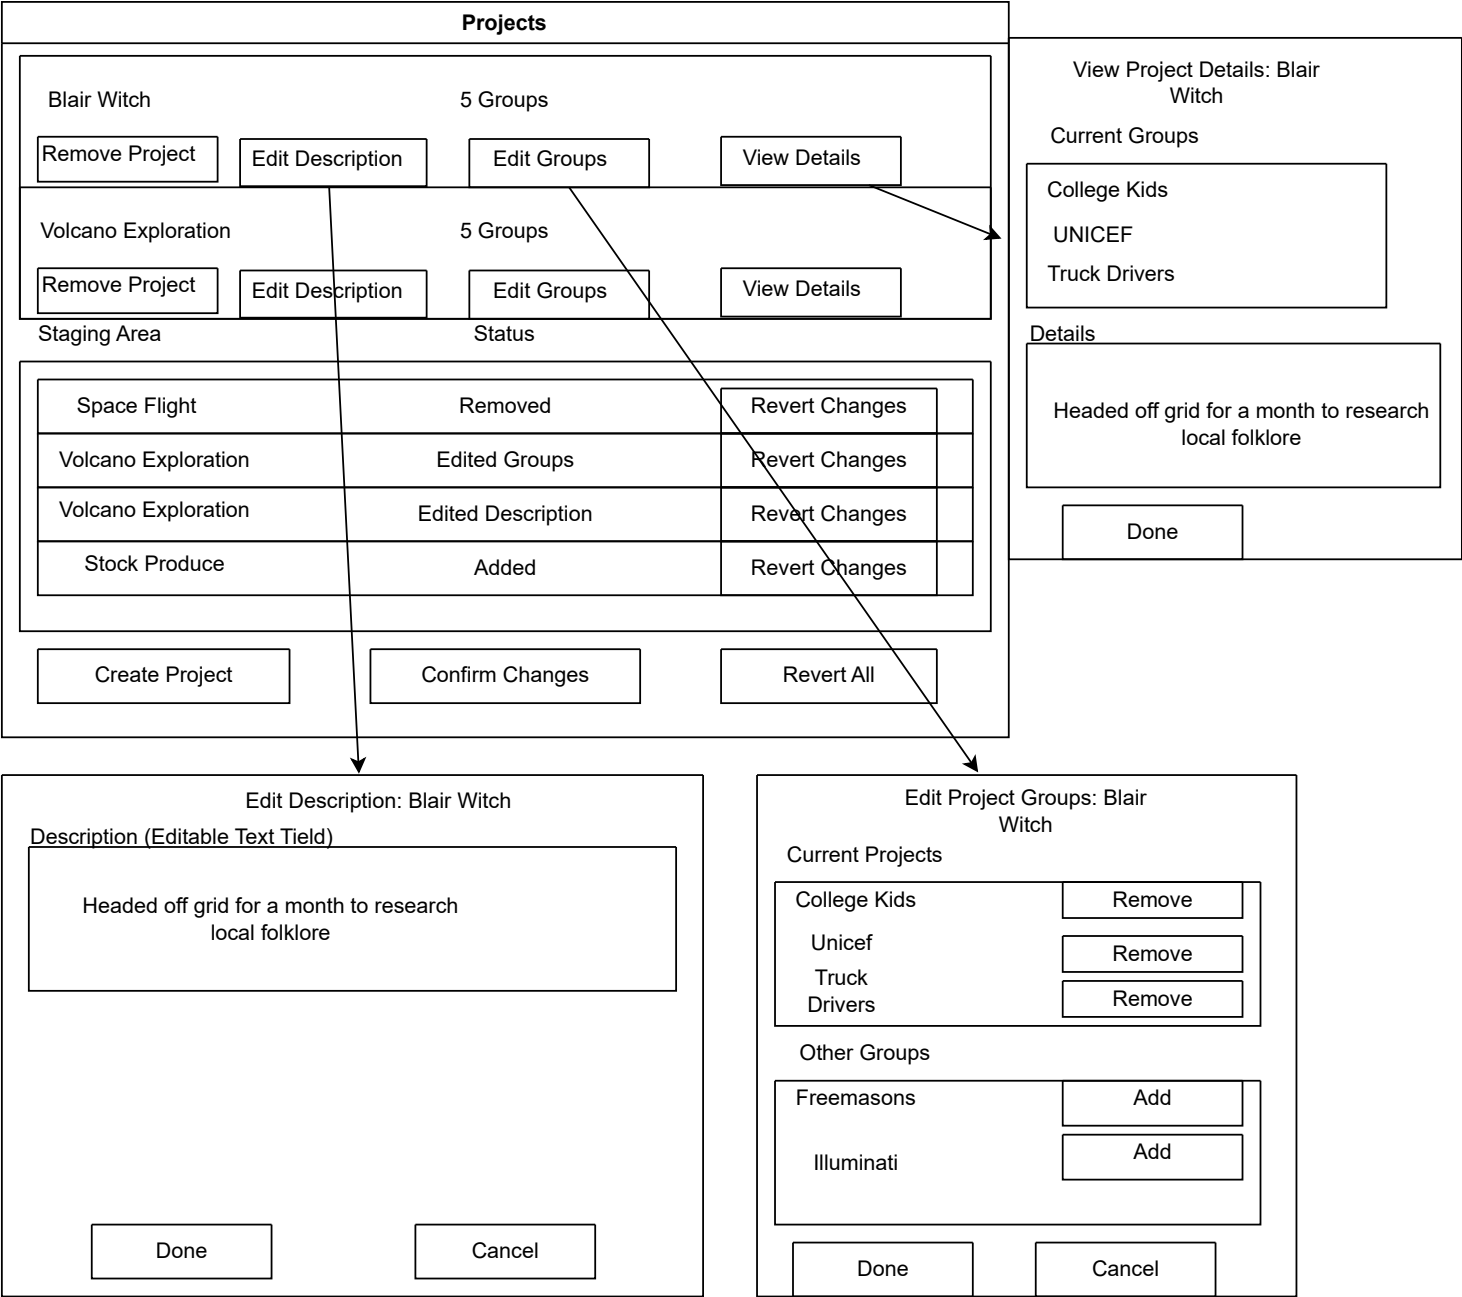 Projects
Blair Witch
5 Groups
Remove Project
Edit Description
Edit Groups
View Details
Volcano Exploration
5 Groups
Remove Project
Edit Description
Edit Groups
View Details
Staging Area
Status
Space Flight
Removed
Revert Changes
Volcano Exploration
Edited Groups
Revert Changes
Volcano Exploration
Edited Description
Revert Changes
Stock Produce
Added
Revert Changes
Create Project
Confirm Changes
Revert All
View Project Details: Blair
Witch
Current Groups
College Kids
UNICEF
Truck Drivers
Details
Headed off grid for a month to research
local folklore
Done
Edit Description: Blair Witch
Description (Editable Text Tield)
Headed off grid for a month to research
local folklore
Done
Cancel
Edit Project Groups: Blair
Witch
Current Projects
College Kids
Remove
Unicef
Remove
Truck
Drivers
Remove
Other Groups
Freemasons
Add
Illuminati
Add
Done
Cancel